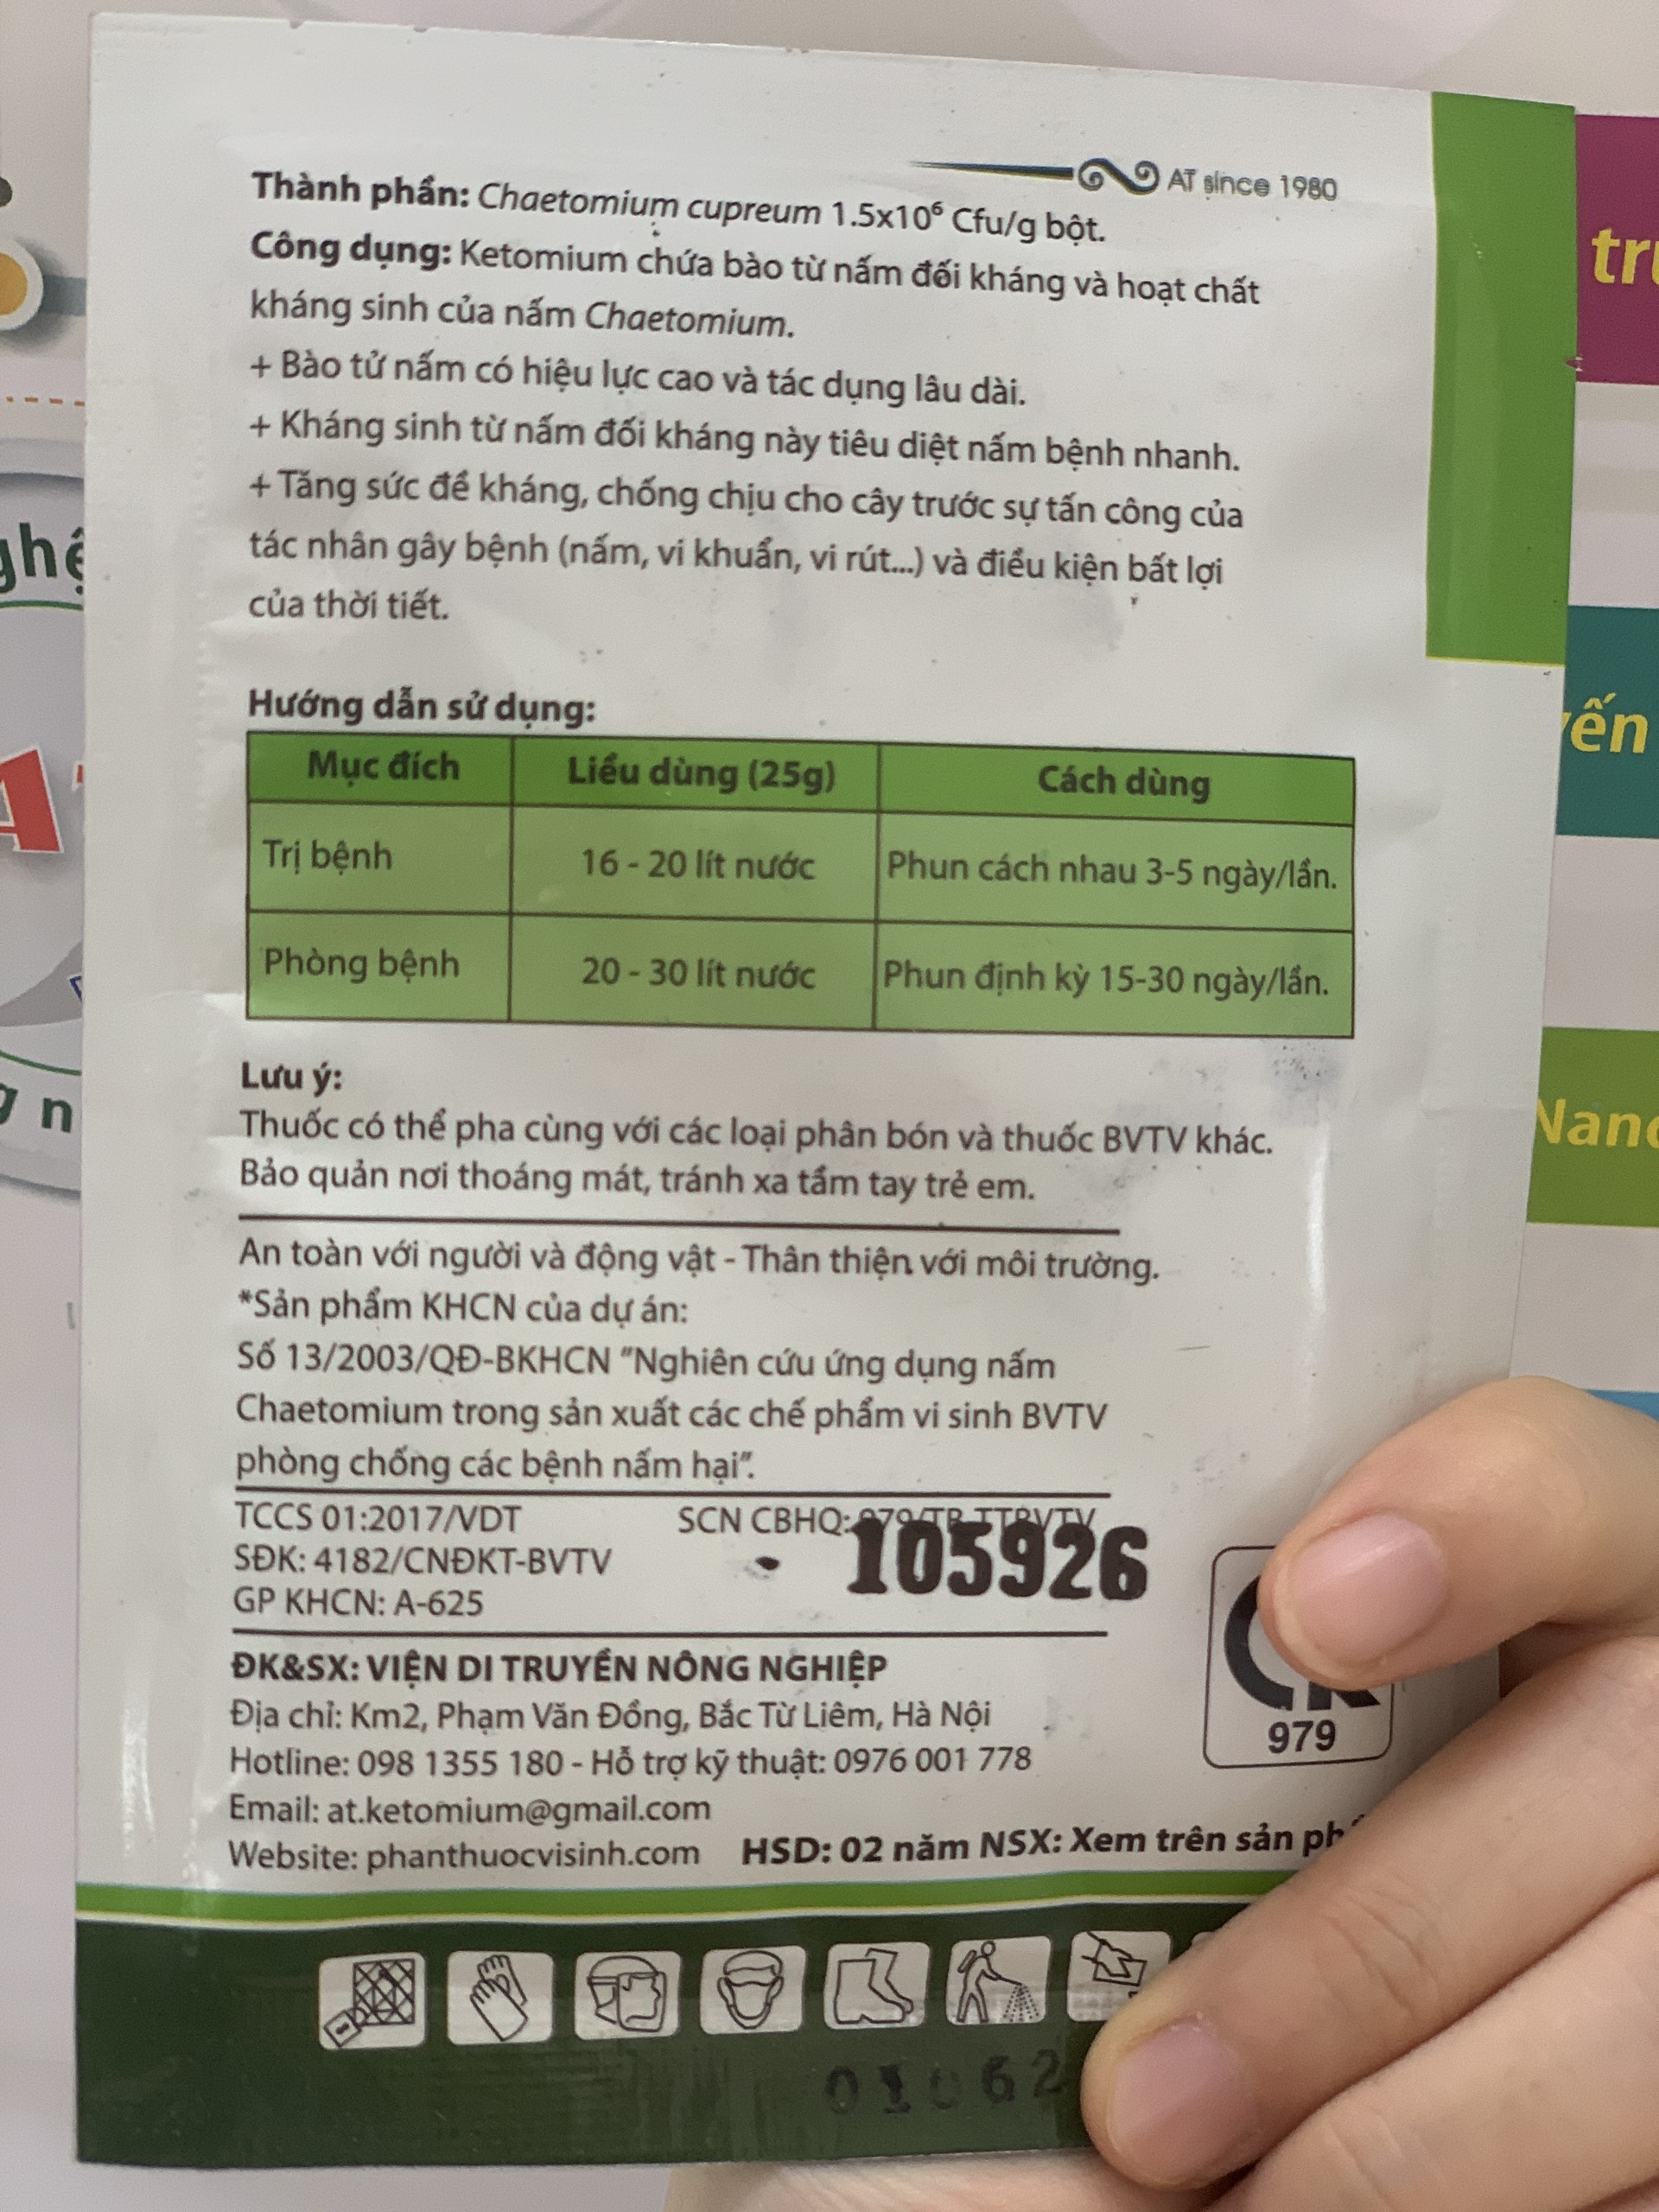 AT since 1980
Thành phần: Chaetomium cupreum 1.5x10⁶ Cfu/g bột.
Công dụng: Ketomium chứa bào từ nấm đối kháng và hoạt chất
kháng sinh của nấm Chaetomium.
+ Bào tử nấm có hiệu lực cao và tác dụng lâu dài.
+ Kháng sinh từ nấm đối kháng này tiêu diệt nấm bệnh nhanh.
+ Tăng sức đề kháng, chống chịu cho cây trước sự tấn công của
tác nhân gây bệnh (nấm, vi khuẩn, vi rút...) và điều kiện bất lợi
của thời tiết.
Hướng dẫn sử dụng:
Mục đích Liều dùng (25g) Cách dùng
Trị bệnh 16 - 20 lít nước Phun cách nhau 3-5 ngày/lần.
Phòng bệnh 20 - 30 lít nước Phun định kỳ 15-30 ngày/lần.
Lưu ý:
Thuốc có thể pha cùng với các loại phân bón và thuốc BVTV khác.
Bảo quản nơi thoáng mát, tránh xa tầm tay trẻ em.
An toàn với người và động vật - Thân thiện với môi trường.
*Sản phẩm KHCN của dự án:
Số 13/2003/QĐ-BKHCN "Nghiên cứu ứng dụng nấm
Chaetomium trong sản xuất các chế phẩm vi sinh BVTV
phòng chống các bệnh nấm hại".
TCCS 01:2017/VDT SCN CBHQ: 979/TB-TTBVTV
105926
SĐK: 4182/CNĐKT-BVTV
GP KHCN: A-625
ĐK&SX: VIỆN DI TRUYỀN NÔNG NGHIỆP
Địa chỉ: Km2, Phạm Văn Đồng, Bắc Từ Liêm, Hà Nội
979
Hotline: 098 1355 180 - Hỗ trợ kỹ thuật: 0976 001 778
Email: at.ketomium@gmail.com
Website: phanthuocvisinh.com HSD: 02 năm NSX: Xem trên sản